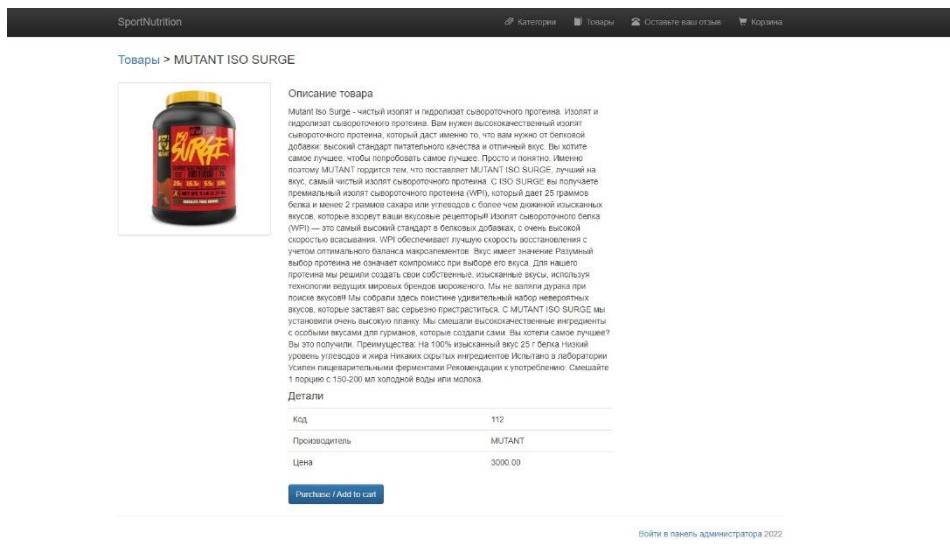 SportNutrition
Категории Товары Оставьте ваш отзыв Корзина
Товары > MUTANT ISO SURGE
ISO
SURGE
Описание товара
Mutant Iso Surge - чистый изолят и гидролизат сывороточного протеина. Изолят и
гидролизат сывороточного протеина. Вам нужен высококачественный изолят
сывороточного протеина, который даст именно то, что вам нужно от белковой
добавки: высокий стандарт питательного качества и отличный вкус. Вы хотите
самое лучшее, чтобы попробовать самое лучшее. Просто и понятно. Именно
поэтому MUTANT гордится тем, что поставляет MUTANT ISO SURGE, лучший на
вкус, самый чистый изолят сывороточного протеина. С ISO SURGE вы получаете
премиальный изолят сывороточного протеина (WPI), который дает 25 граммов
белка и менее 2 граммов сахара или углеводов с более чем дюжиной изысканных
вкусов, которые взорвут ваши вкусовые рецепторы!!! Изолят сывороточного белка
(WPI) — это самый высокий стандарт в белковых добавках, с очень высокой
скоростью всасывания. WPI обеспечивает лучшую скорость восстановления с
учетом оптимального баланса макроэлементов. Вкус имеет значение Разумный
выбор протеина не означает компромисс при выборе его вкуса. Для нашего
протеина мы решили создать свои собственные, изысканные вкусы, используя
технологии ведущих мировых брендов мороженого. Мы не валяли дурака при
поиске вкусов!!! Мы собрали здесь поистине удивительный набор невероятных
вкусов, которые заставят вас серьезно пристраститься. С MUTANT ISO SURGE мы
установили очень высокую планку. Мы смешали высококачественные ингредиенты
с особыми вкусами для гурманов, которые создали сами. Вы хотели самое лучшее?
Вы это получили. Преимущества: На 100% изысканный вкус 25 г белка Низкий
уровень углеводов и жира Никаких скрытых ингредиентов Испытано в лаборатории
Усилен пищеварительными ферментами Рекомендации к употреблению: Смешайте
1 порцию с 150-200 мл холодной воды или молока.
Детали
Код 112
Производитель MUTANT
Цена 3000.00
Purchase / Add to cart
Войти в панель администратора 2022